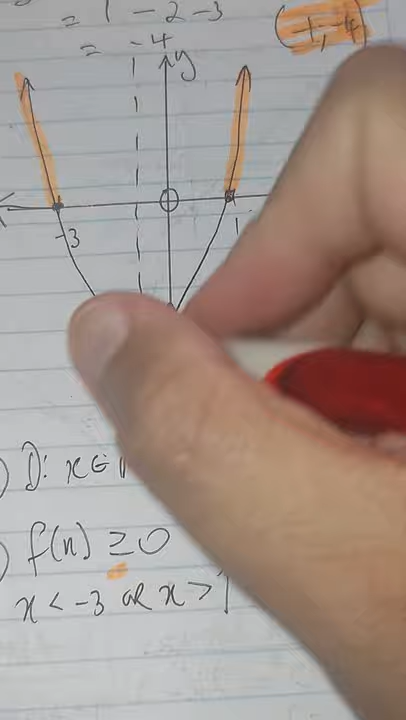 = 1 - 2 - 3
= -4
(-1, -4)
y
O
-3
1
) D: x ∈
) f(x) ≥ 0
x < -3 OR x > 1